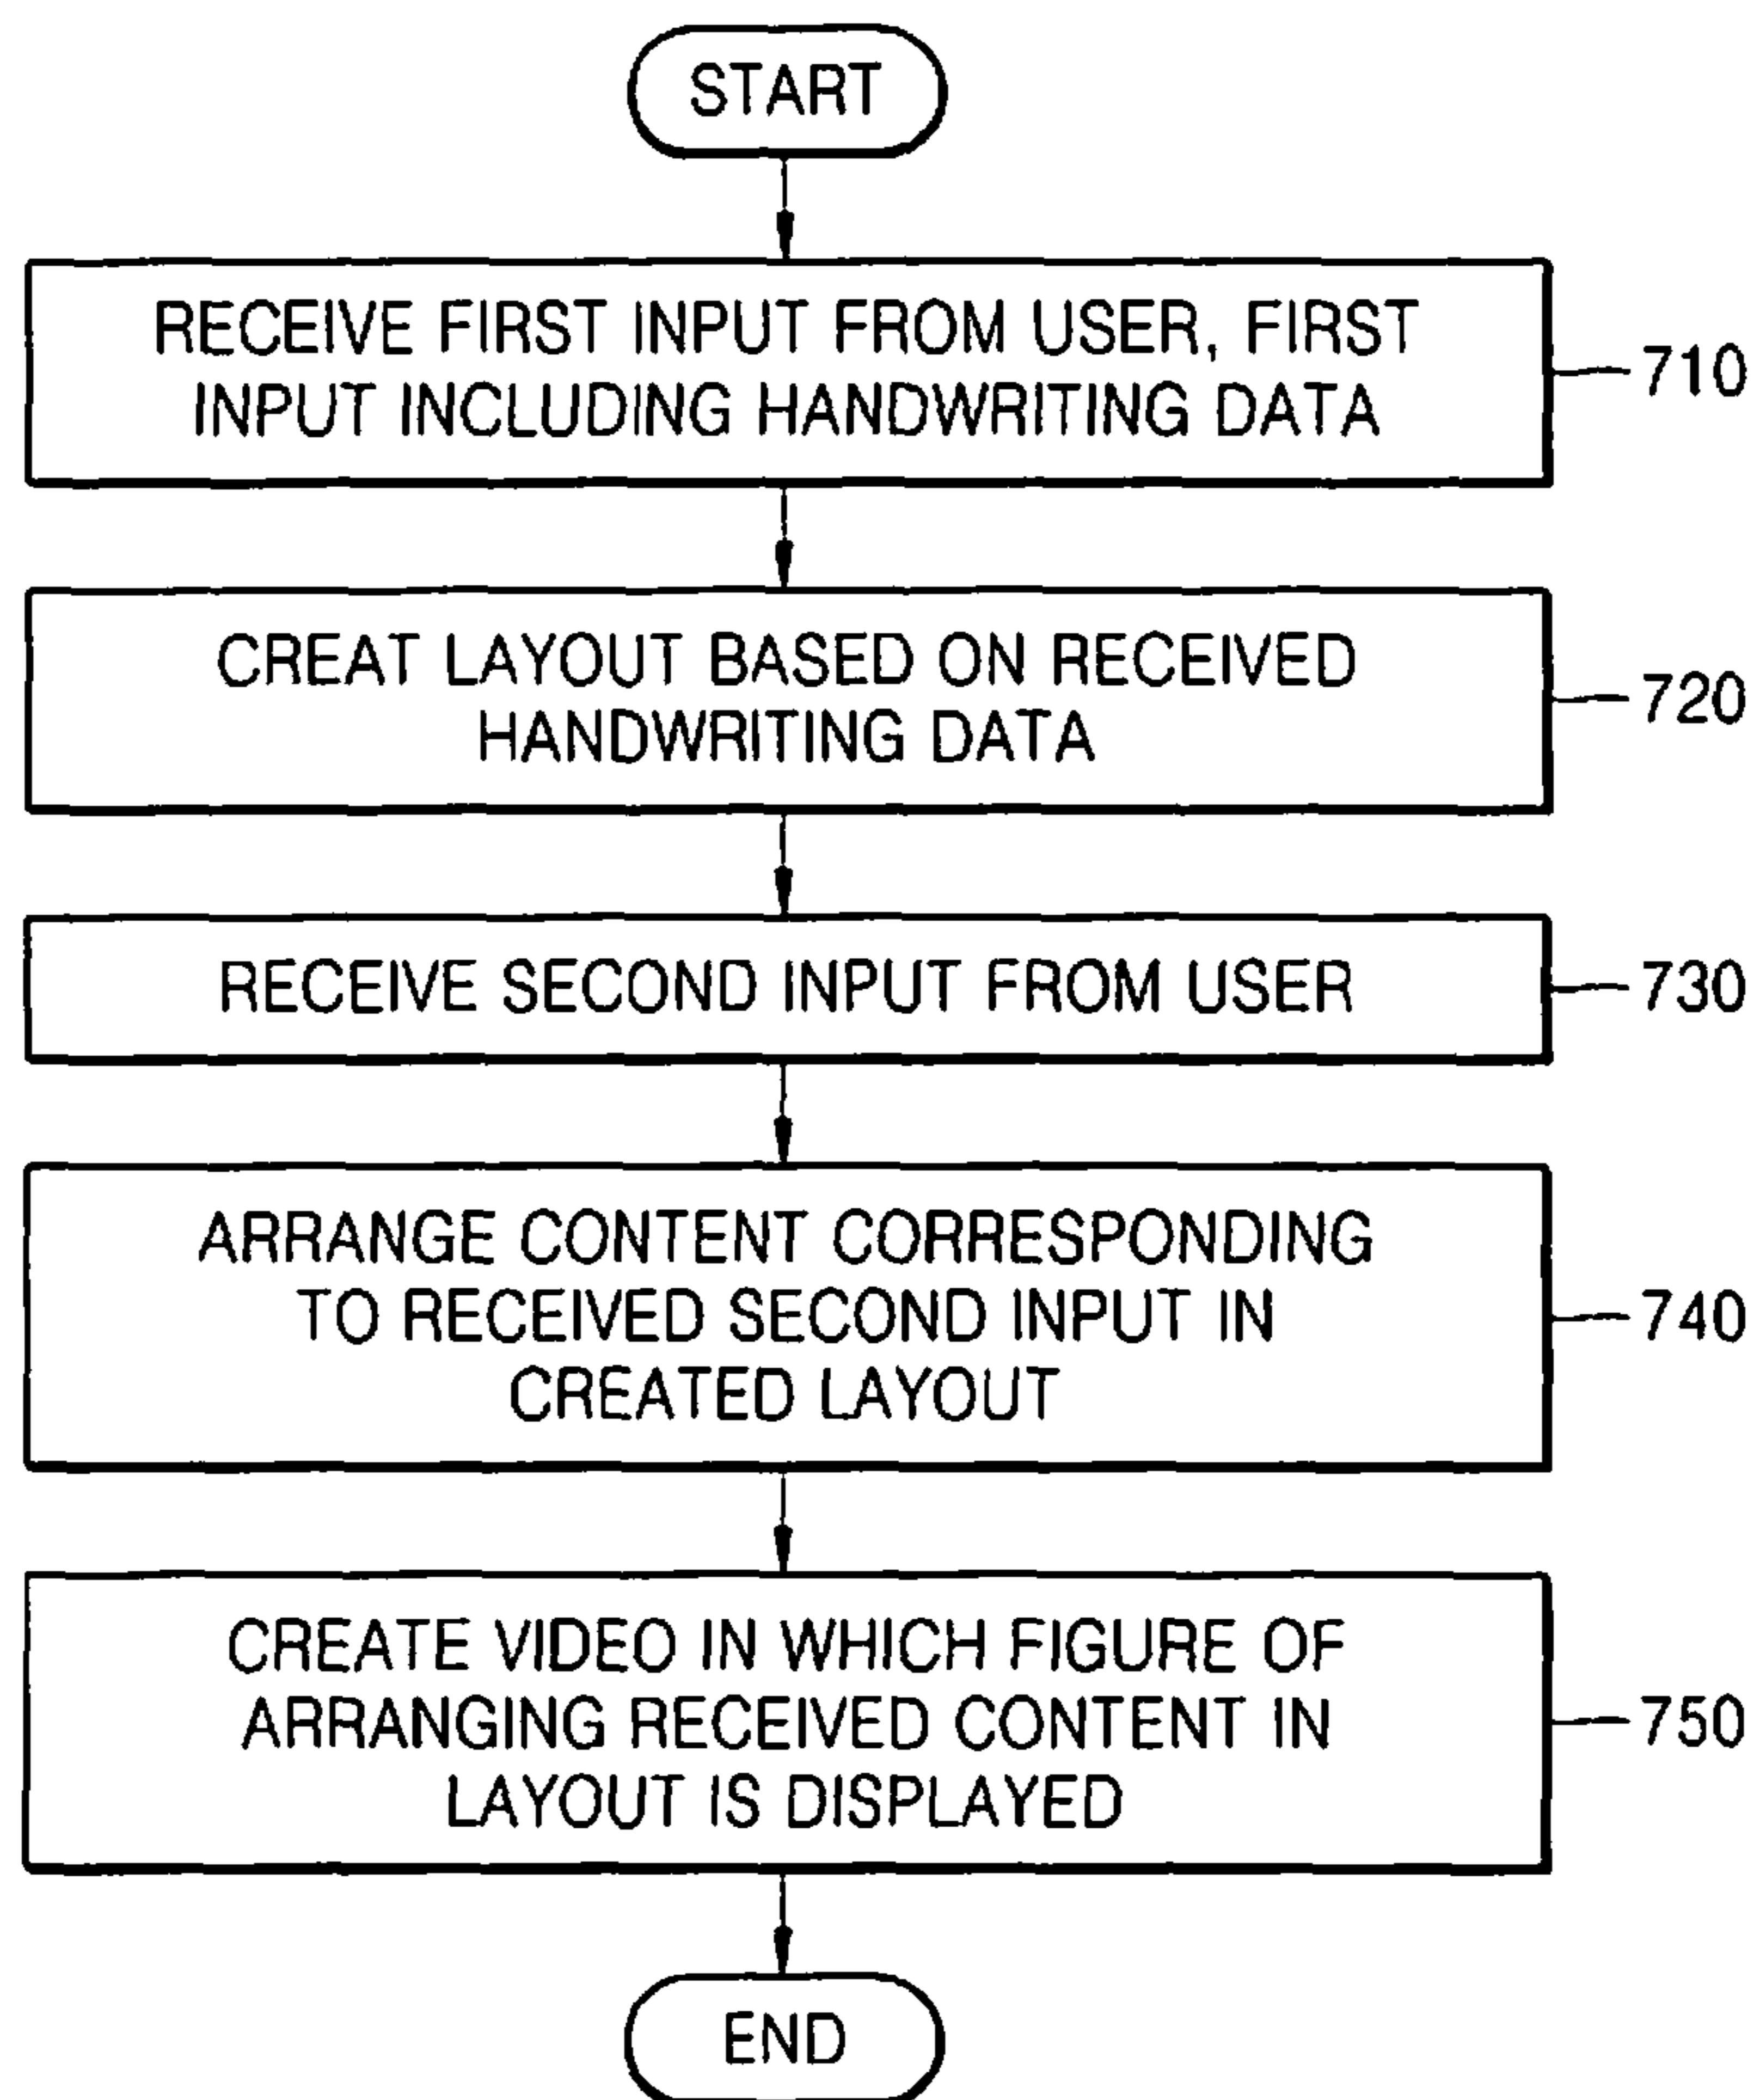 START
RECEIVE FIRST INPUT FROM USER, FIRST
INPUT INCLUDING HANDWRITING DATA
710
CREAT LAYOUT BASED ON RECEIVED
HANDWRITING DATA
720
RECEIVE SECOND INPUT FROM USER
730
ARRANGE CONTENT CORRESPONDING
TO RECEIVED SECOND INPUT IN
CREATED LAYOUT
740
CREATE VIDEO IN WHICH FIGURE OF
ARRANGING RECEIVED CONTENT IN
LAYOUT IS DISPLAYED
750
END